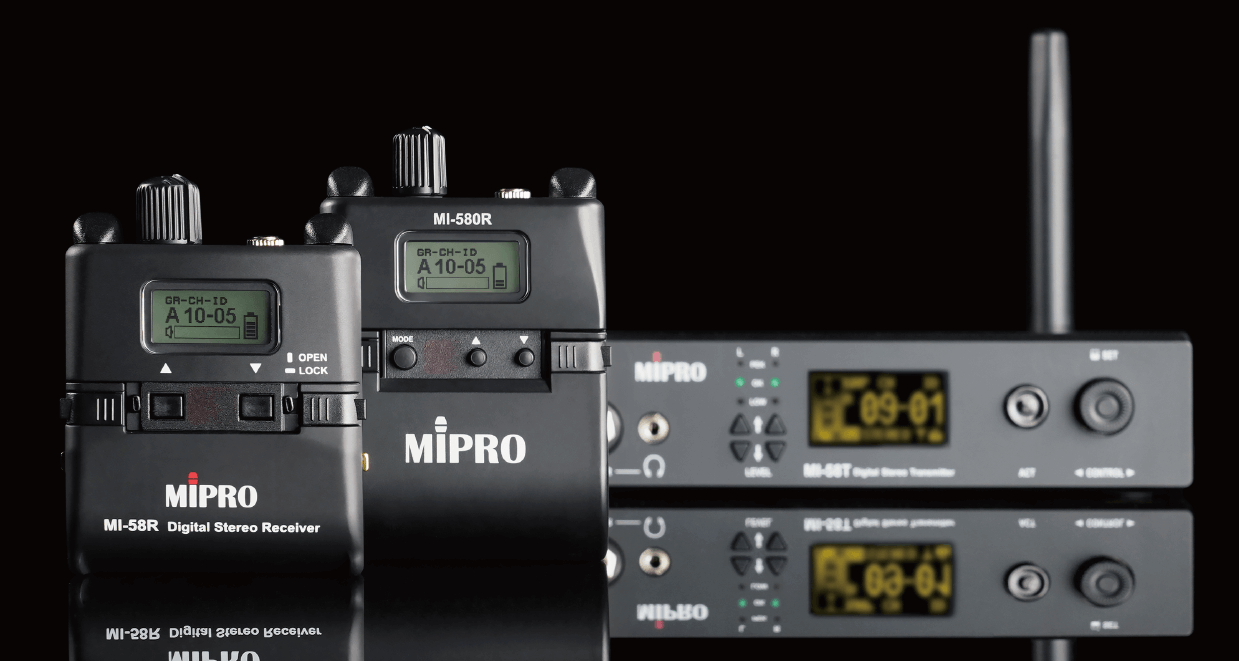 MI-580R
GR-CH-ID
A 10-05
MODE
MIPRO
GR-CH-ID
A 10-05
OPEN
LOCK
MIPRO
MI-58R Digital Stereo Receiver
MIPRO
L R
LEVEL
09-01
MI-58T Digital Stereo Transmitter
SET
ACT
CONTROL